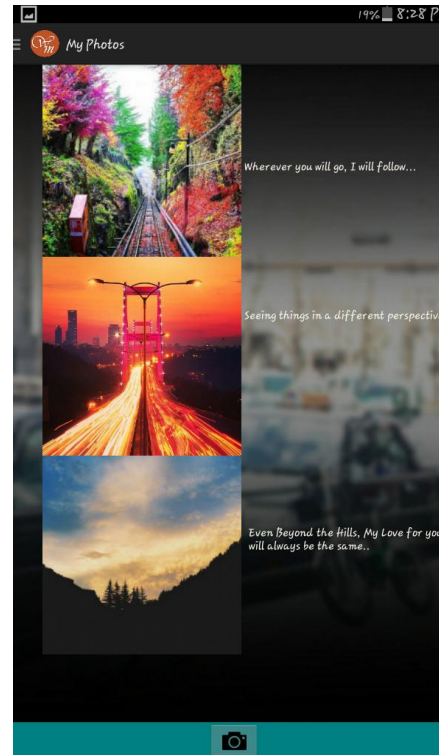 19% 8:28 P
My Photos
Wherever you will go, I will follow...
Seeing things in a different perspectiv
Even Beyond the Hills, My Love for you
will always be the same..